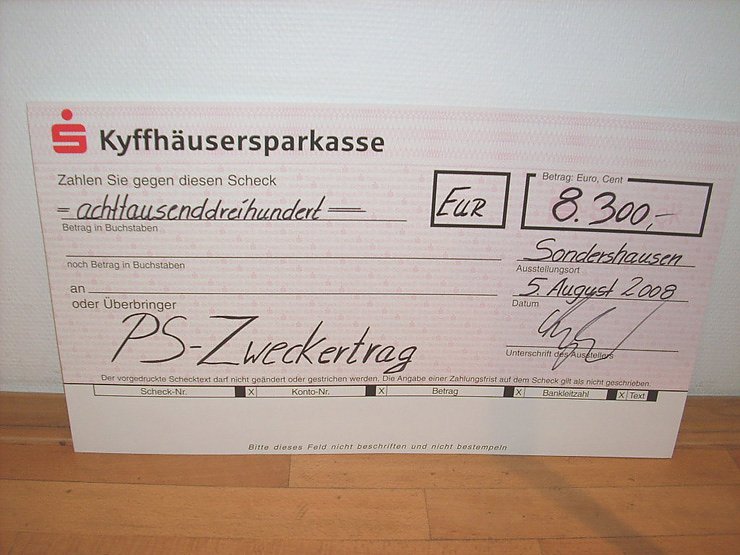 Kyffhäusersparkasse
Zahlen Sie gegen diesen Scheck
= achttausenddreihundert =
Betrag in Buchstaben
EUR
Betrag: Euro, Cent
8.300,-
noch Betrag in Buchstaben
Sondershausen
Ausstellungsort
an
5. August 2008
Datum
oder Überbringer
PS-Zweckertrag
Unterschrift des Ausstellers
Der vorgedruckte Schecktext darf nicht geändert oder gestrichen werden. Die Angabe einer Zahlungsfrist auf dem Scheck gilt als nicht geschrieben.
Scheck-Nr. X Konto-Nr. X Betrag X Bankleitzahl X Text
Bitte dieses Feld nicht beschriften und nicht bestempeln